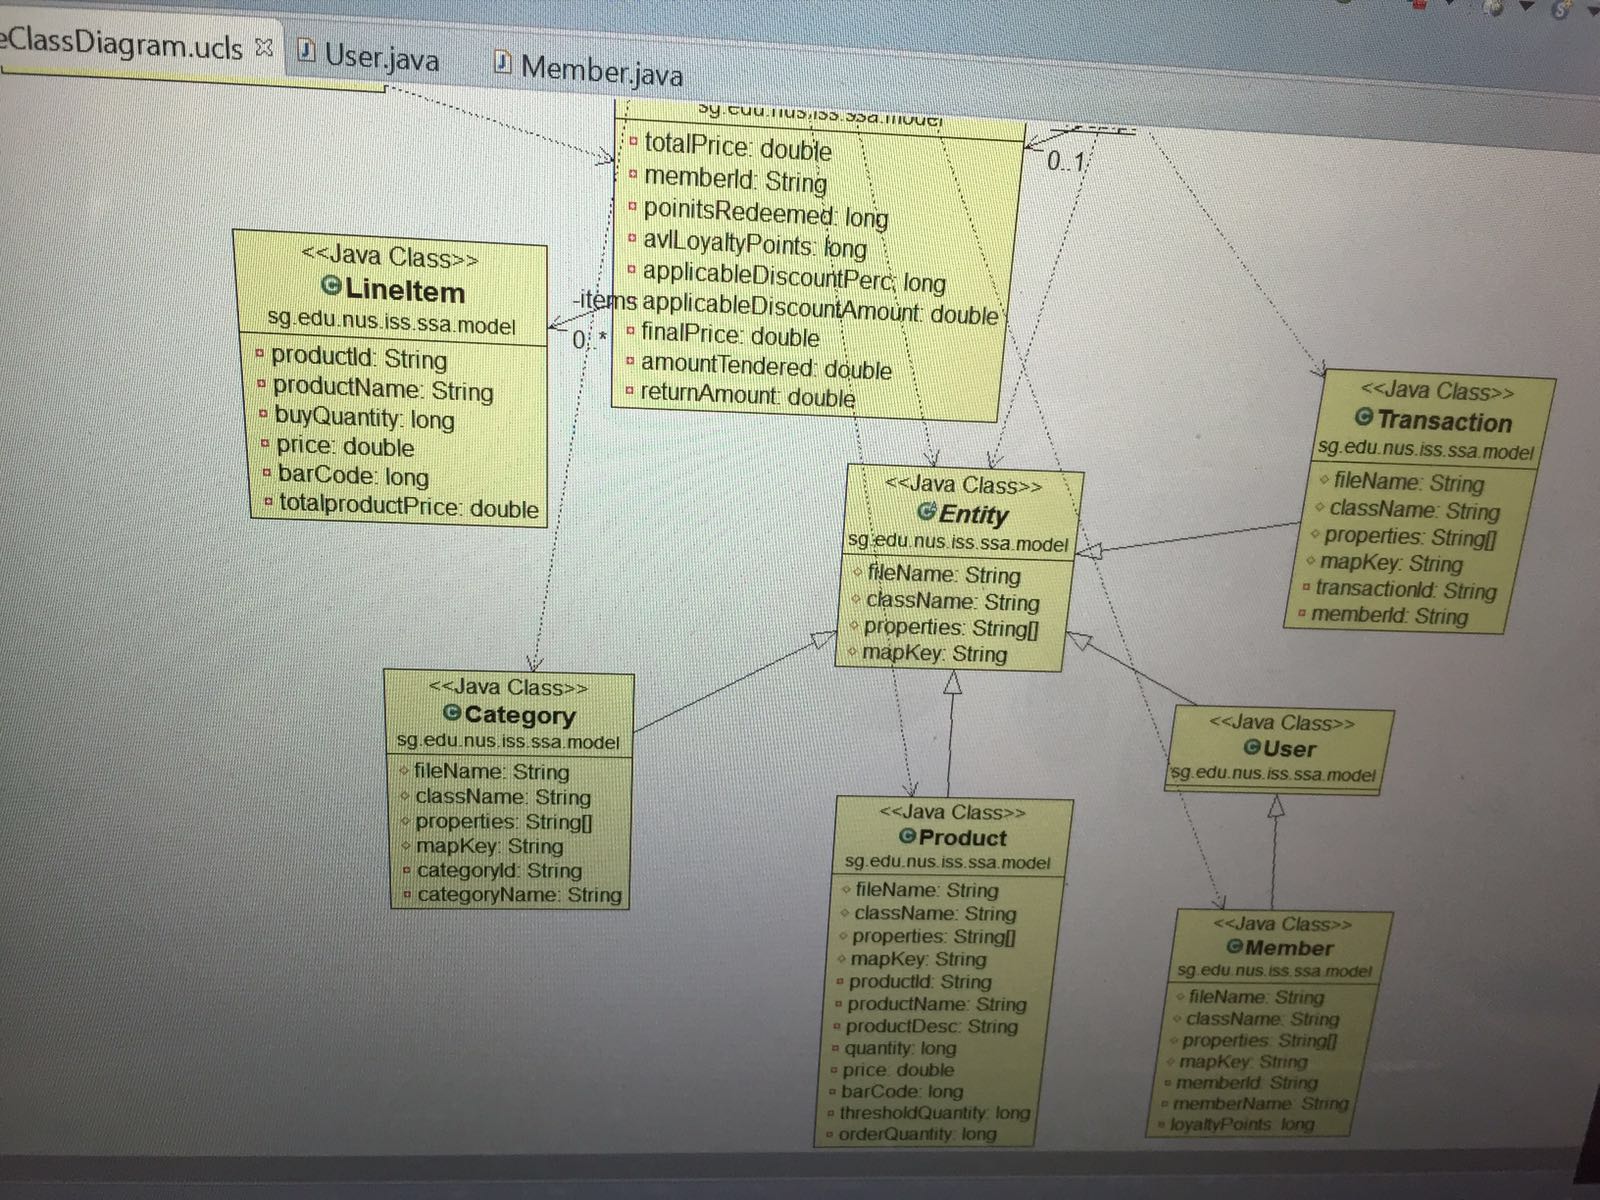 eClassDiagram.ucls
User.java
Member.java
sg.edu.nus.iss.ssa.model
totalPrice: double
memberId: String
poinitsRedeemed: long
avlLoyaltyPoints: long
applicableDiscountPerc: long
applicableDiscountAmount: double
finalPrice: double
amountTendered: double
returnAmount: double
0..1
-items
0..*
<<Java Class>>
LineItem
sg.edu.nus.iss.ssa.model
productId: String
productName: String
buyQuantity: long
price: double
barCode: long
totalproductPrice: double
<<Java Class>>
Transaction
sg.edu.nus.iss.ssa.model
fileName: String
className: String
properties: String[]
mapKey: String
transactionId: String
memberId: String
<<Java Class>>
Entity
sg.edu.nus.iss.ssa.model
fileName: String
className: String
properties: String[]
mapKey: String
<<Java Class>>
Category
sg.edu.nus.iss.ssa.model
fileName: String
className: String
properties: String[]
mapKey: String
categoryId: String
categoryName: String
<<Java Class>>
User
sg.edu.nus.iss.ssa.model
<<Java Class>>
Product
sg.edu.nus.iss.ssa.model
fileName: String
className: String
properties: String[]
mapKey: String
productId: String
productName: String
productDesc: String
quantity: long
price: double
barCode: long
thresholdQuantity: long
orderQuantity: long
<<Java Class>>
Member
sg.edu.nus.iss.ssa.model
fileName: String
className: String
properties: String[]
mapKey: String
memberId: String
memberName: String
loyaltyPoints: long